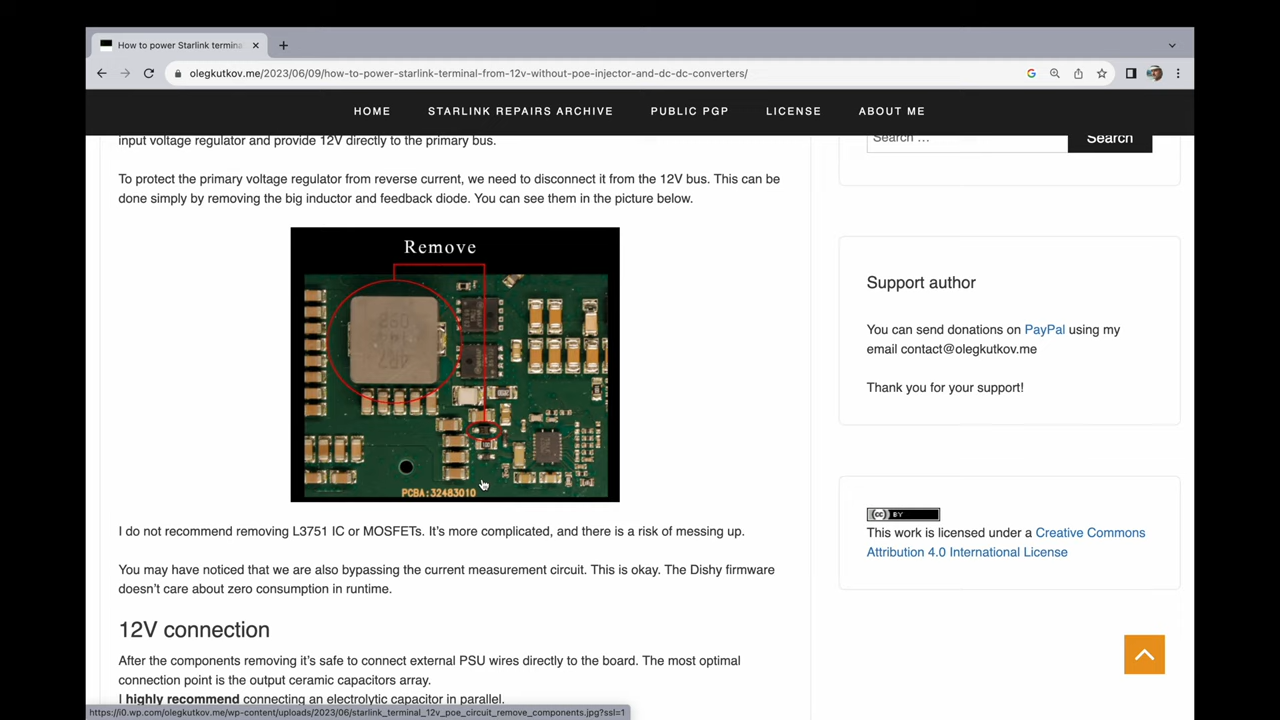 How to power Starlink termina
olegkutkov.me/2023/06/09/how-to-power-starlink-terminal-from-12v-without-poe-injector-and-dc-dc-converters/
HOME STARLINK REPAIRS ARCHIVE PUBLIC PGP LICENSE ABOUT ME
input voltage regulator and provide 12V directly to the primary bus.
To protect the primary voltage regulator from reverse current, we need to disconnect it from the 12V bus. This can be
done simply by removing the big inductor and feedback diode. You can see them in the picture below.
Remove
4R7
PCBA:32483010
I do not recommend removing L3751 IC or MOSFETs. It's more complicated, and there is a risk of messing up.
You may have noticed that we are also bypassing the current measurement circuit. This is okay. The Dishy firmware
doesn't care about zero consumption in runtime.
12V connection
After the components removing it's safe to connect external PSU wires directly to the board. The most optimal
connection point is the output ceramic capacitors array.
I highly recommend connecting an electrolytic capacitor in parallel.
https://i0.wp.com/olegkutkov.me/wp-content/uploads/2023/06/starlink_terminal_12v_poe_circuit_remove_components.jpg?ssl=1
Search …
Search
Support author
You can send donations on PayPal using my
email contact@olegkutkov.me
Thank you for your support!
cc BY
This work is licensed under a Creative Commons
Attribution 4.0 International License